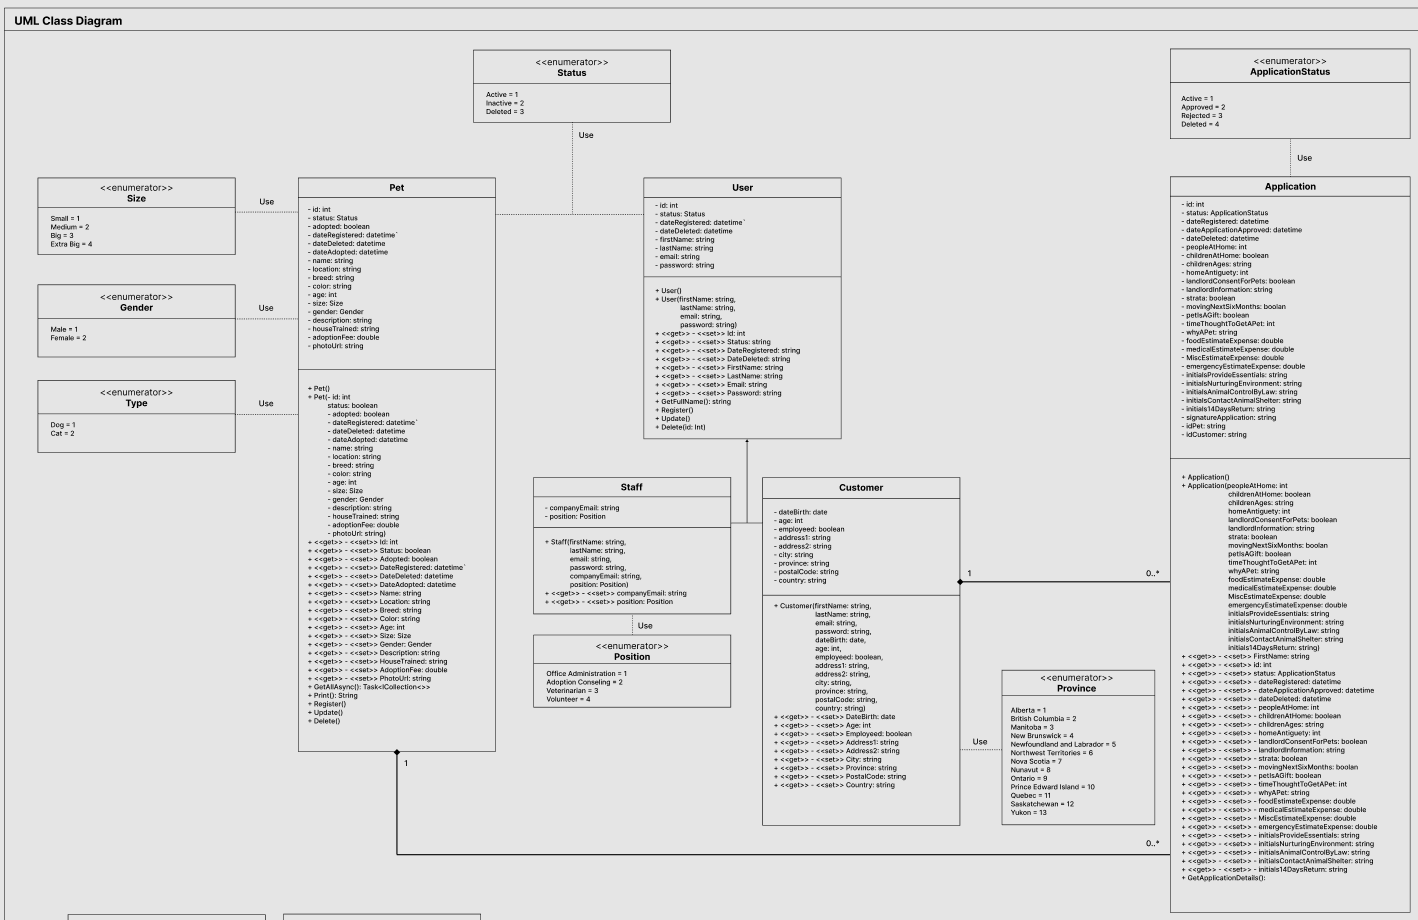 UML Class Diagram
<<enumerator>>
Status
Active = 1
Inactive = 2
Deleted = 3
Use
<<enumerator>>
ApplicationStatus
Active = 1
Approved = 2
Rejected = 3
Deleted = 4
Use
<<enumerator>>
Size
Small = 1
Medium = 2
Big = 3
Extra Big = 4
Use
<<enumerator>>
Gender
Male = 1
Female = 2
Use
<<enumerator>>
Type
Dog = 1
Cat = 2
Use
Pet
- id: int
- status: Status
- adopted: boolean
- dateRegistered: datetime`
- dateDeleted: datetime
- dateAdopted: datetime
- name: string
- location: string
- breed: string
- color: string
- age: int
- size: Size
- gender: Gender
- description: string
- houseTrained: string
- adoptionFee: double
- photoUrl: string
+ Pet()
+ Pet(- id: int
status: boolean
- adopted: boolean
- dateRegistered: datetime`
- dateDeleted: datetime
- dateAdopted: datetime
- name: string
- location: string
- breed: string
- color: string
- age: int
- size: Size
- gender: Gender
- description: string
- houseTrained: string
- adoptionFee: double
- photoUrl: string)
+ <<get>> - <<set>> Id: int
+ <<get>> - <<set>> Status: boolean
+ <<get>> - <<set>> Adopted: boolean
+ <<get>> - <<set>> DateRegistered: datetime`
+ <<get>> - <<set>> DateDeleted: datetime
+ <<get>> - <<set>> DateAdopted: datetime
+ <<get>> - <<set>> Name: string
+ <<get>> - <<set>> Location: string
+ <<get>> - <<set>> Breed: string
+ <<get>> - <<set>> Color: string
+ <<get>> - <<set>> Age: int
+ <<get>> - <<set>> Size: Size
+ <<get>> - <<set>> Gender: Gender
+ <<get>> - <<set>> Description: string
+ <<get>> - <<set>> HouseTrained: string
+ <<get>> - <<set>> AdoptionFee: double
+ <<get>> - <<set>> PhotoUrl: string
+ GetAllAsync(): Task<ICollection<>>
+ Print(): String
+ Register()
+ Update()
+ Delete()
1
User
- id: int
- status: Status
- dateRegistered: datetime`
- dateDeleted: datetime
- firstName: string
- lastName: string
- email: string
- password: string
+ User()
+ User(firstName: string,
lastName: string,
email: string,
password: string)
+ <<get>> - <<set>> Id: int
+ <<get>> - <<set>> Status: string
+ <<get>> - <<set>> DateRegistered: string
+ <<get>> - <<set>> DateDeleted: string
+ <<get>> - <<set>> FirstName: string
+ <<get>> - <<set>> LastName: string
+ <<get>> - <<set>> Email: string
+ <<get>> - <<set>> Password: string
+ GetFullName(): string
+ Register()
+ Update()
+ Delete(id: Int)
Staff
- companyEmail: string
- position: Position
+ Staff(firstName: string,
lastName: string,
email: string,
password: string,
companyEmail: string,
position: Position)
+ <<get>> - <<set>> companyEmail: string
+ <<get>> - <<set>> position: Position
Use
<<enumerator>>
Position
Office Administration = 1
Adoption Conseling = 2
Veterinarian = 3
Volunteer = 4
Customer
- dateBirth: date
- age: int
- employeed: boolean
- address1: string
- address2: string
- city: string
- province: string
- postalCode: string
- country: string
+ Customer(firstName: string,
lastName: string,
email: string,
password: string,
dateBirth: date,
age: int,
employeed: boolean,
address1: string,
address2: string,
city: string,
province: string,
postalCode: string,
country: string)
+ <<get>> - <<set>> DateBirth: date
+ <<get>> - <<set>> Age: int
+ <<get>> - <<set>> Employeed: boolean
+ <<get>> - <<set>> Address1: string
+ <<get>> - <<set>> Address2: string
+ <<get>> - <<set>> City: string
+ <<get>> - <<set>> Province: string
+ <<get>> - <<set>> PostalCode: string
+ <<get>> - <<set>> Country: string
1
0..*
Use
<<enumerator>>
Province
Alberta = 1
British Columbia = 2
Manitoba = 3
New Brunswick = 4
Newfoundland and Labrador = 5
Northwest Territories = 6
Nova Scotia = 7
Nunavut = 8
Ontario = 9
Prince Edward Island = 10
Quebec = 11
Saskatchewan = 12
Yukon = 13
0..*
Application
- id: int
- status: ApplicationStatus
- dateRegistered: datetime
- dateApplicationApproved: datetime
- dateDeleted: datetime
- peopleAtHome: int
- childrenAtHome: boolean
- childrenAges: string
- homeAntiguety: int
- landlordConsentForPets: boolean
- landlordInformation: string
- strata: boolean
- movingNextSixMonths: boolan
- petIsAGift: boolean
- timeThoughtToGetAPet: int
- whyAPet: string
- foodEstimateExpense: double
- medicalEstimateExpense: double
- MiscEstimateExpense: double
- emergencyEstimateExpense: double
- initialsProvideEssentials: string
- initialsNurturingEnvironment: string
- initialsAnimalControlByLaw: string
- initialsContactAnimalShelter: string
- initials14DaysReturn: string
- signatureApplication: string
- idPet: string
- idCustomer: string
+ Application()
+ Application(peopleAtHome: int
childrenAtHome: boolean
childrenAges: string
homeAntiguety: int
landlordConsentForPets: boolean
landlordInformation: string
strata: boolean
movingNextSixMonths: boolan
petIsAGift: boolean
timeThoughtToGetAPet: int
whyAPet: string
foodEstimateExpense: double
medicalEstimateExpense: double
MiscEstimateExpense: double
emergencyEstimateExpense: double
initialsProvideEssentials: string
initialsNurturingEnvironment: string
initialsAnimalControlByLaw: string
initialsContactAnimalShelter: string
initials14DaysReturn: string)
+ <<get>> - <<set>> FirstName: string
+ <<get>> - <<set>> id: int
+ <<get>> - <<set>> status: ApplicationStatus
+ <<get>> - <<set>> - dateRegistered: datetime
+ <<get>> - <<set>> - dateApplicationApproved: datetime
+ <<get>> - <<set>> - dateDeleted: datetime
+ <<get>> - <<set>> - peopleAtHome: int
+ <<get>> - <<set>> - childrenAtHome: boolean
+ <<get>> - <<set>> - childrenAges: string
+ <<get>> - <<set>> - homeAntiguety: int
+ <<get>> - <<set>> - landlordConsentForPets: boolean
+ <<get>> - <<set>> - landlordInformation: string
+ <<get>> - <<set>> - strata: boolean
+ <<get>> - <<set>> - movingNextSixMonths: boolan
+ <<get>> - <<set>> - petIsAGift: boolean
+ <<get>> - <<set>> - timeThoughtToGetAPet: int
+ <<get>> - <<set>> - whyAPet: string
+ <<get>> - <<set>> - foodEstimateExpense: double
+ <<get>> - <<set>> - medicalEstimateExpense: double
+ <<get>> - <<set>> - MiscEstimateExpense: double
+ <<get>> - <<set>> - emergencyEstimateExpense: double
+ <<get>> - <<set>> - initialsProvideEssentials: string
+ <<get>> - <<set>> - initialsNurturingEnvironment: string
+ <<get>> - <<set>> - initialsAnimalControlByLaw: string
+ <<get>> - <<set>> - initialsContactAnimalShelter: string
+ <<get>> - <<set>> - initials14DaysReturn: string
+ GetApplicationDetails():